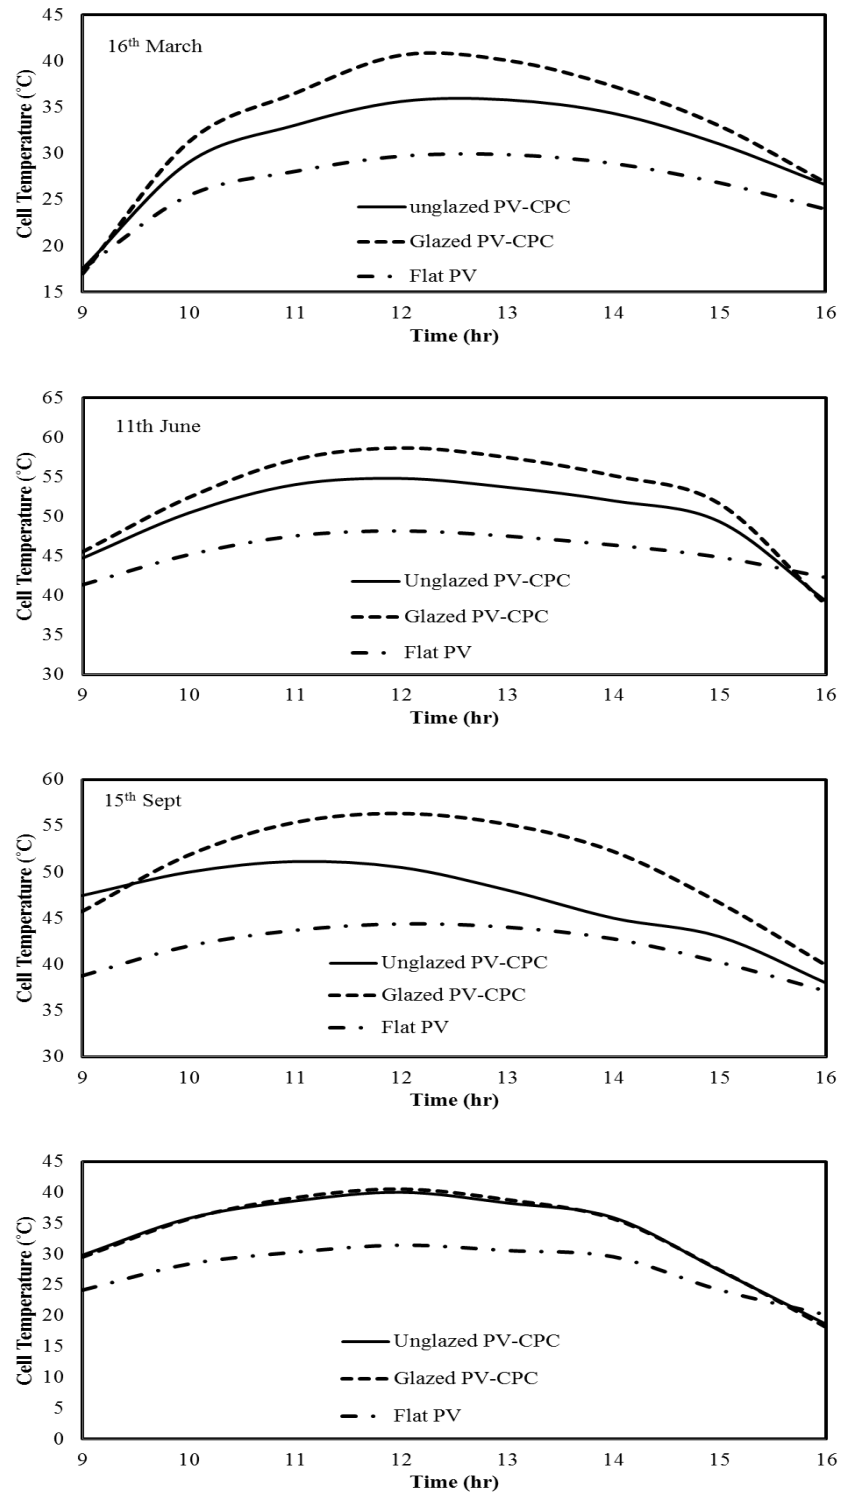 45
40
35
30
25
20
15
Cell Temperature (˚C)
16th March
unglazed PV-CPC
Glazed PV-CPC
Flat PV
9 10 11 12 13 14 15 16
Time (hr)
65
60
55
50
45
40
35
30
Cell Temperature (˚C)
11th June
Unglazed PV-CPC
Glazed PV-CPC
Flat PV
9 10 11 12 13 14 15 16
Time (hr)
60
55
50
45
40
35
30
Cell Temperature (˚C)
15th Sept
Unglazed PV-CPC
Glazed PV-CPC
Flat PV
9 10 11 12 13 14 15 16
Time (hr)
45
40
35
30
25
20
15
10
5
0
Cell Temperature (˚C)
Unglazed PV-CPC
Glazed PV-CPC
Flat PV
9 10 11 12 13 14 15 16
Time (hr)